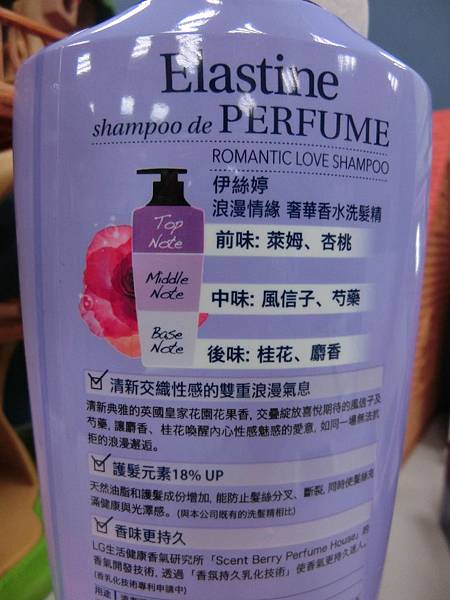 Elastine
shampoo de PERFUME
ROMANTIC LOVE SHAMPOO
伊絲婷
浪漫情緣 奢華香水洗髮精
Top
Note
前味: 萊姆、杏桃
Middle
Note
中味: 風信子、芍藥
Base
Note
後味: 桂花、麝香
清新交織性感的雙重浪漫氣息
清新典雅的英國皇家花園花果香, 交疊綻放喜悅期待的風信子及
芍藥, 讓麝香、桂花喚醒內心性感魅惑的愛意, 如同一場無法抗
拒的浪漫邂逅。
護髮元素18% UP
天然油脂和護髮成份增加, 能防止髮絲分叉、斷裂, 同時使髮絲充
滿健康與光澤感。(與本公司既有的洗髮精相比)
香味更持久
LG生活健康香氣研究所「Scent Berry Perfume House」的
香氣開發技術, 透過「香氛持久乳化技術」使香氣更持久迷人。
(香乳化技術專利申請中)
用途